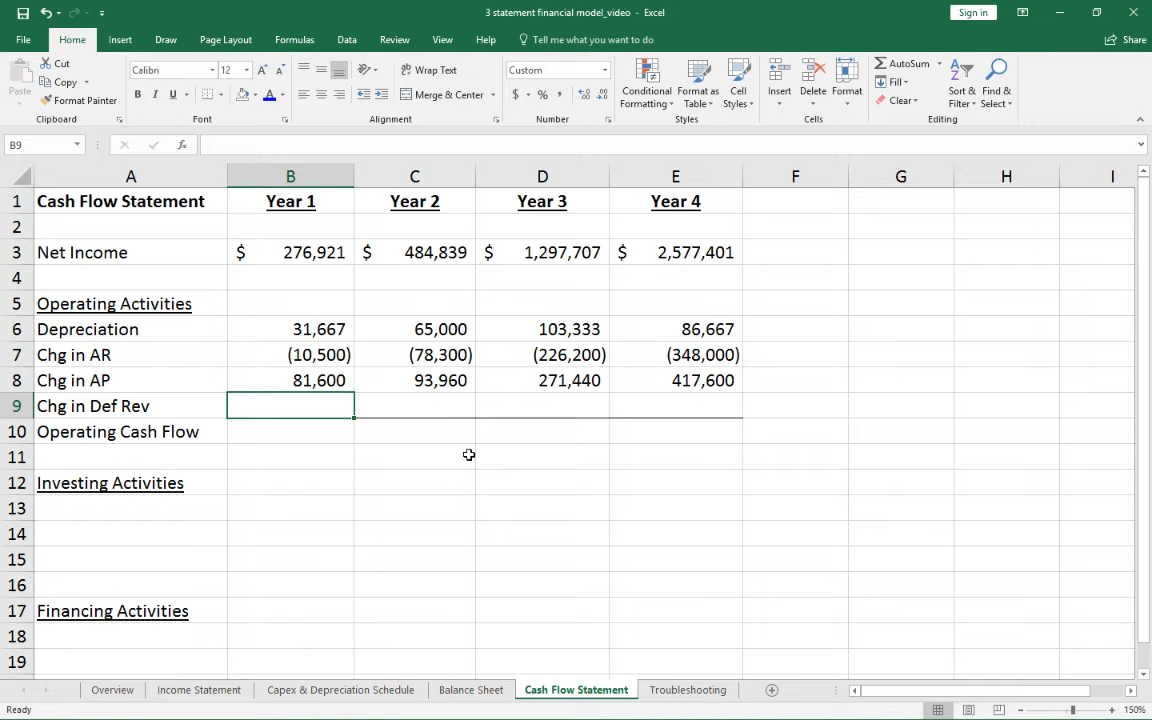 3 statement financial model_video - Excel
Sign in
File Home Insert Draw Page Layout Formulas Data Review View Help Tell me what you want to do Share
Paste
Cut
Copy
Format Painter
Clipboard
Calibri 12
B I U A
Font
Wrap Text
Merge & Center
Alignment
Custom
$ % ,
Number
Conditional Formatting
Format as Table
Cell Styles
Styles
Insert Delete Format
Cells
AutoSum
Fill
Clear
Sort & Filter
Find & Select
Editing
B9 fx
A B C D E F G H I
1 Cash Flow Statement Year 1 Year 2 Year 3 Year 4
2
3 Net Income $ 276,921 $ 484,839 $ 1,297,707 $ 2,577,401
4
5 Operating Activities
6 Depreciation 31,667 65,000 103,333 86,667
7 Chg in AR (10,500) (78,300) (226,200) (348,000)
8 Chg in AP 81,600 93,960 271,440 417,600
9 Chg in Def Rev
10 Operating Cash Flow
11
12 Investing Activities
13
14
15
16
17 Financing Activities
18
19
Overview Income Statement Capex & Depreciation Schedule Balance Sheet Cash Flow Statement Troubleshooting
Ready 150%